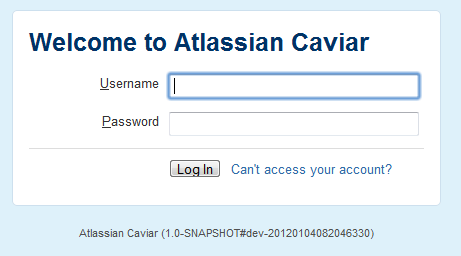 Welcome to Atlassian Caviar
Username
Password
Log In Can't access your account?
Atlassian Caviar (1.0-SNAPSHOT#dev-20120104082046330)